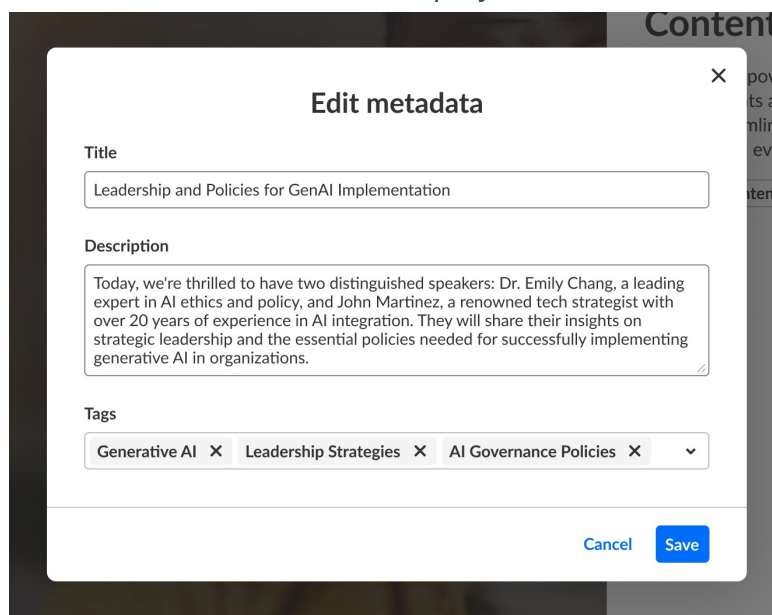 Content
Edit metadata
Title
Leadership and Policies for GenAI Implementation
Description
Today, we're thrilled to have two distinguished speakers: Dr. Emily Chang, a leading
expert in AI ethics and policy, and John Martinez, a renowned tech strategist with
over 20 years of experience in AI integration. They will share their insights on
strategic leadership and the essential policies needed for successfully implementing
generative AI in organizations.
Tags
Generative AI
Leadership Strategies
AI Governance Policies
Cancel
Save